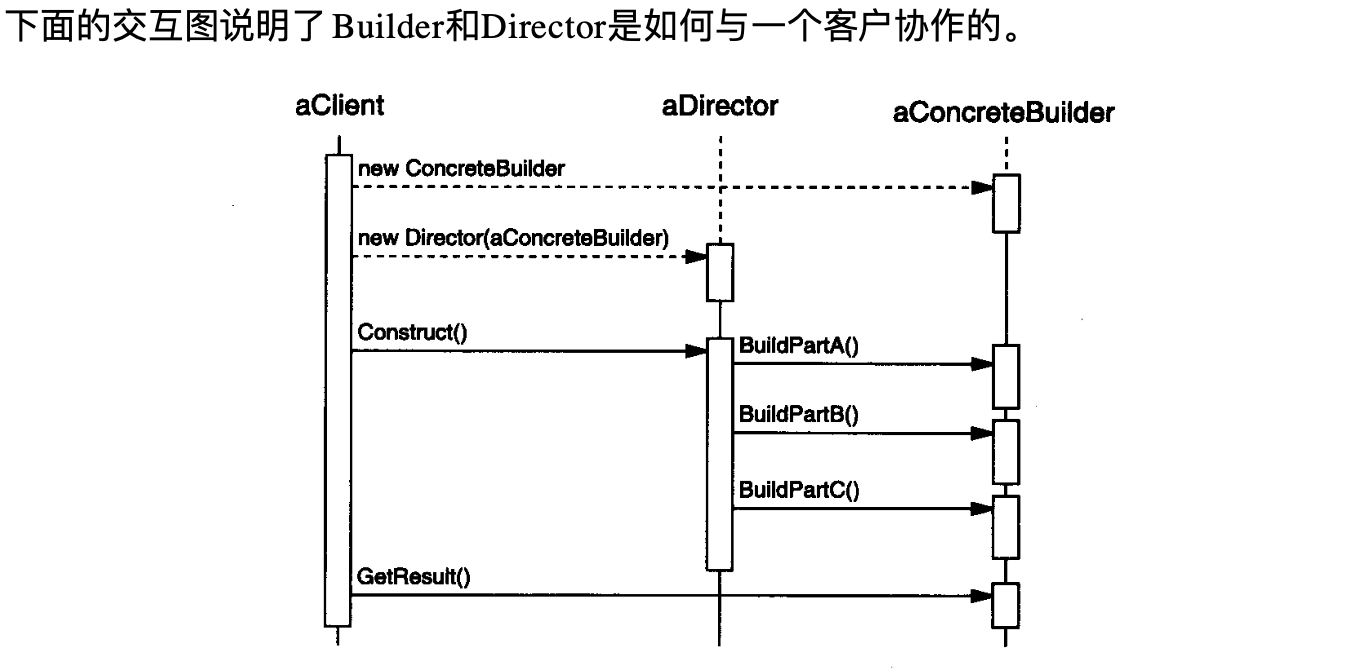 下面的交互图说明了Builder和Director是如何与一个客户协作的。
aClient
aDirector
aConcreteBuilder
new ConcreteBuilder
new Director(aConcreteBuilder)
Construct()
BuildPartA()
BuildPartB()
BuildPartC()
GetResult()